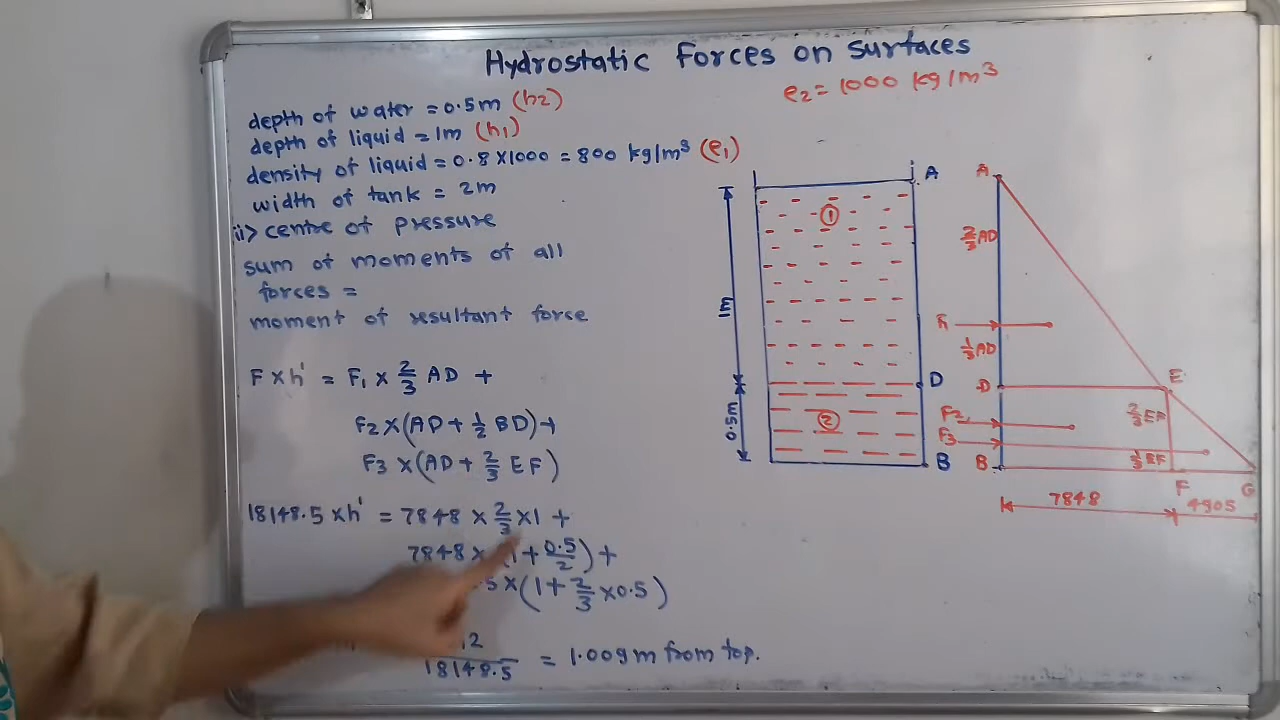 Hydrostatic Forces on Surfaces
ρ2 = 1000 kg/m³
depth of water = 0.5m (h2)
depth of liquid = 1m (h1)
density of liquid = 0.8×1000 = 800 kg/m³ (ρ1)
width of tank = 2m
ii> centre of pressure
sum of moments of all
forces =
moment of resultant force
F×h' = F1 × 2/3 AD +
F2×(AD + 1/2 BD)+
F3 ×(AD + 2/3 EF)
18148.5 ×h' = 7848 × 2/3 ×1 +
7848 × (1+ 0.5/2) +
5×(1+ 2/3 ×0.5)
12 / 18148.5 = 1.009m from top.
A
1
1m
D
0.5m
2
B
A
2/3 AD
F1
1/3 AD
D
E
F2
2/3 EF
F3
1/3 EF
B
F
G
7848
4905